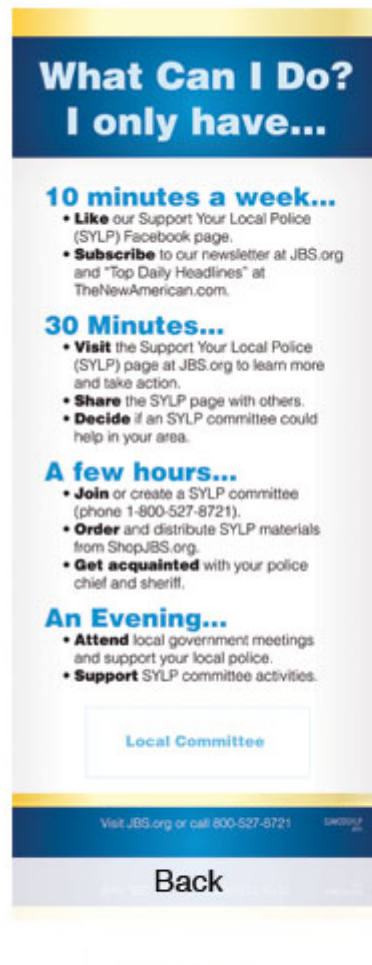 What Can I Do?
I only have...
10 minutes a week...
• Like our Support Your Local Police
(SYLP) Facebook page.
• Subscribe to our newsletter at JBS.org
and "Top Daily Headlines" at
TheNewAmerican.com.
30 Minutes...
• Visit the Support Your Local Police
(SYLP) page at JBS.org to learn more
and take action.
• Share the SYLP page with others.
• Decide if an SYLP committee could
help in your area.
A few hours...
• Join or create a SYLP committee
(phone 1-800-527-8721).
• Order and distribute SYLP materials
from ShopJBS.org.
• Get acquainted with your police
chief and sheriff.
An Evening...
• Attend local government meetings
and support your local police.
• Support SYLP committee activities.
Local Committee
Visit JBS.org or call 800-527-8721
Back